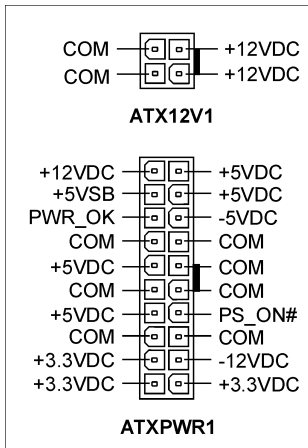 COM +12VDC
COM +12VDC
ATX12V1
+12VDC +5VDC
+5VSB +5VDC
PWR_OK -5VDC
COM COM
+5VDC COM
COM COM
+5VDC PS_ON#
COM COM
+3.3VDC -12VDC
+3.3VDC +3.3VDC
ATXPWR1